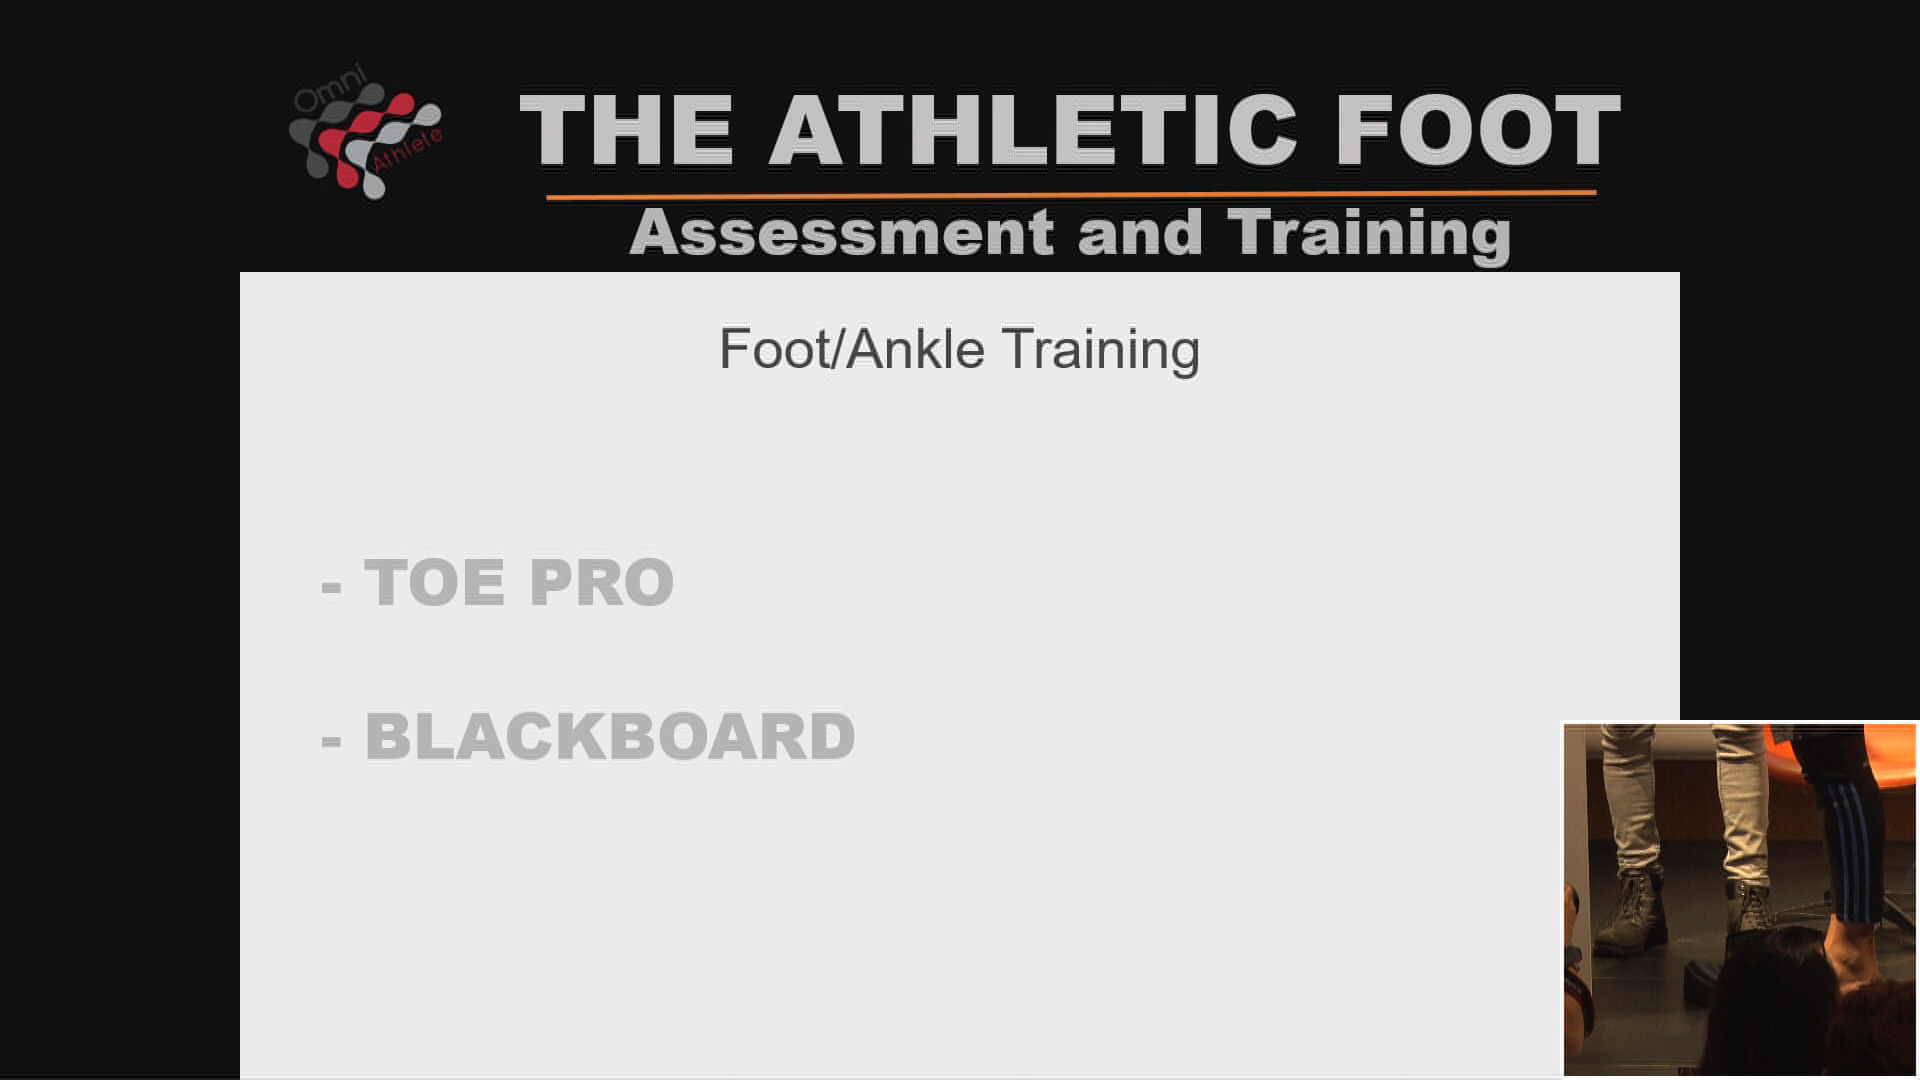 Omni
Athlete
THE ATHLETIC FOOT
Assessment and Training
Foot/Ankle Training
- TOE PRO
- BLACKBOARD